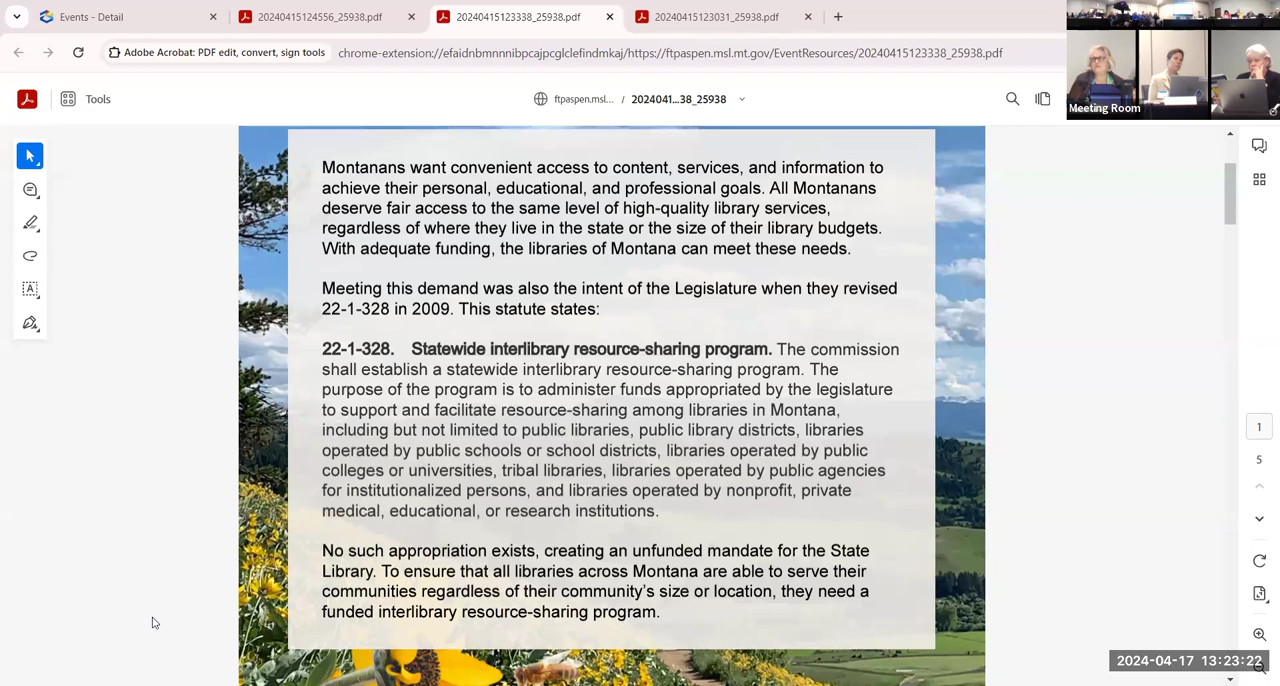 Events - Detail
20240415124556_25938.pdf
20240415123338_25938.pdf
20240415123031_25938.pdf
Adobe Acrobat: PDF edit, convert, sign tools
chrome-extension://efaidnbmnnnibpcajpcglclefindmkaj/https://ftpaspen.msl.mt.gov/EventResources/20240415123338_25938.pdf
Meeting Room
Tools
ftpaspen.msl... / 2024041...38_25938
Montanans want convenient access to content, services, and information to
achieve their personal, educational, and professional goals. All Montanans
deserve fair access to the same level of high-quality library services,
regardless of where they live in the state or the size of their library budgets.
With adequate funding, the libraries of Montana can meet these needs.
Meeting this demand was also the intent of the Legislature when they revised
22-1-328 in 2009. This statute states:
22-1-328. Statewide interlibrary resource-sharing program. The commission
shall establish a statewide interlibrary resource-sharing program. The
purpose of the program is to administer funds appropriated by the legislature
to support and facilitate resource-sharing among libraries in Montana,
including but not limited to public libraries, public library districts, libraries
operated by public schools or school districts, libraries operated by public
colleges or universities, tribal libraries, libraries operated by public agencies
for institutionalized persons, and libraries operated by nonprofit, private
medical, educational, or research institutions.
No such appropriation exists, creating an unfunded mandate for the State
Library. To ensure that all libraries across Montana are able to serve their
communities regardless of their community's size or location, they need a
funded interlibrary resource-sharing program.
1
5
2024-04-17 13:23:22